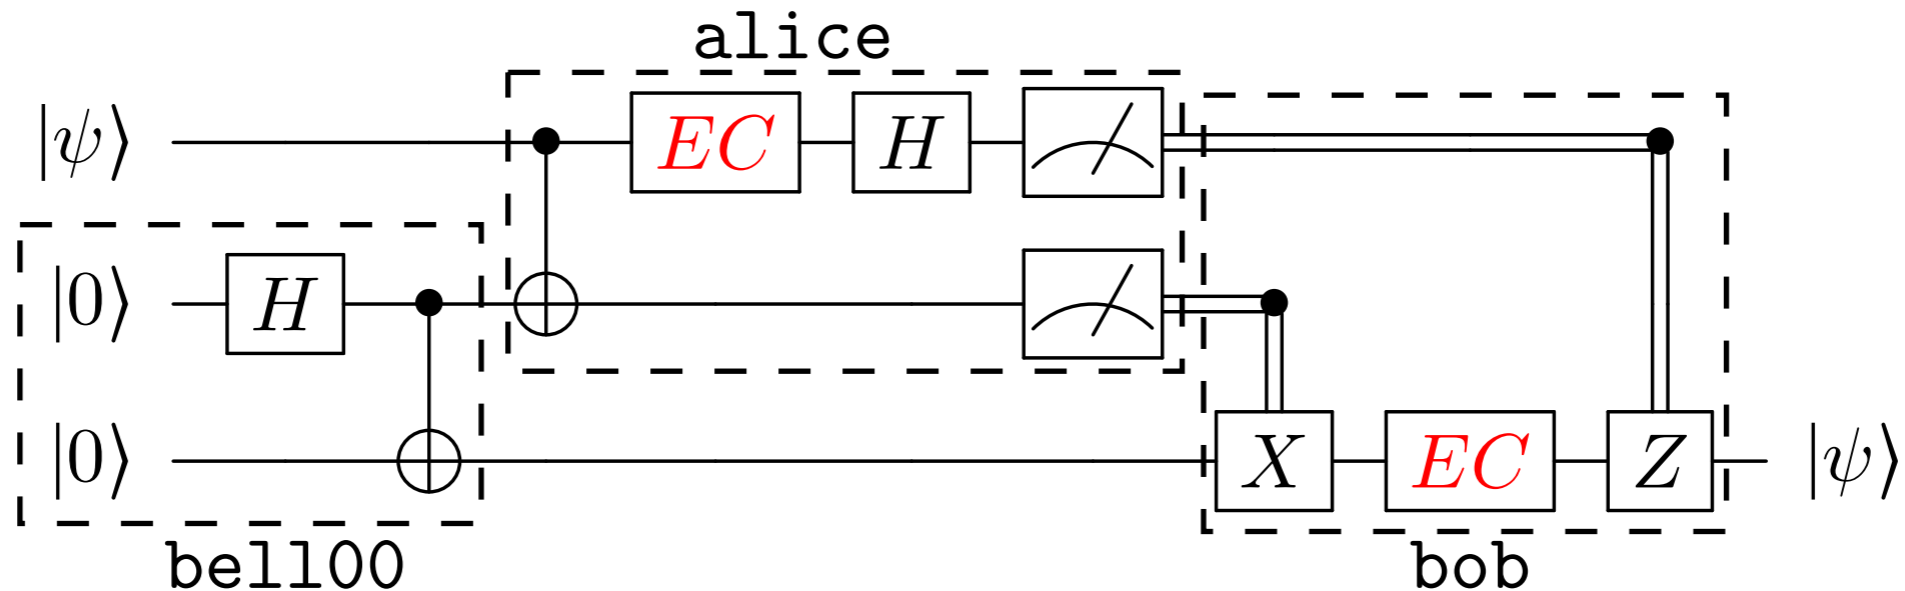 alice
|ψ⟩ EC H
|0⟩ H
|0⟩ X EC Z |ψ⟩
bell00 bob